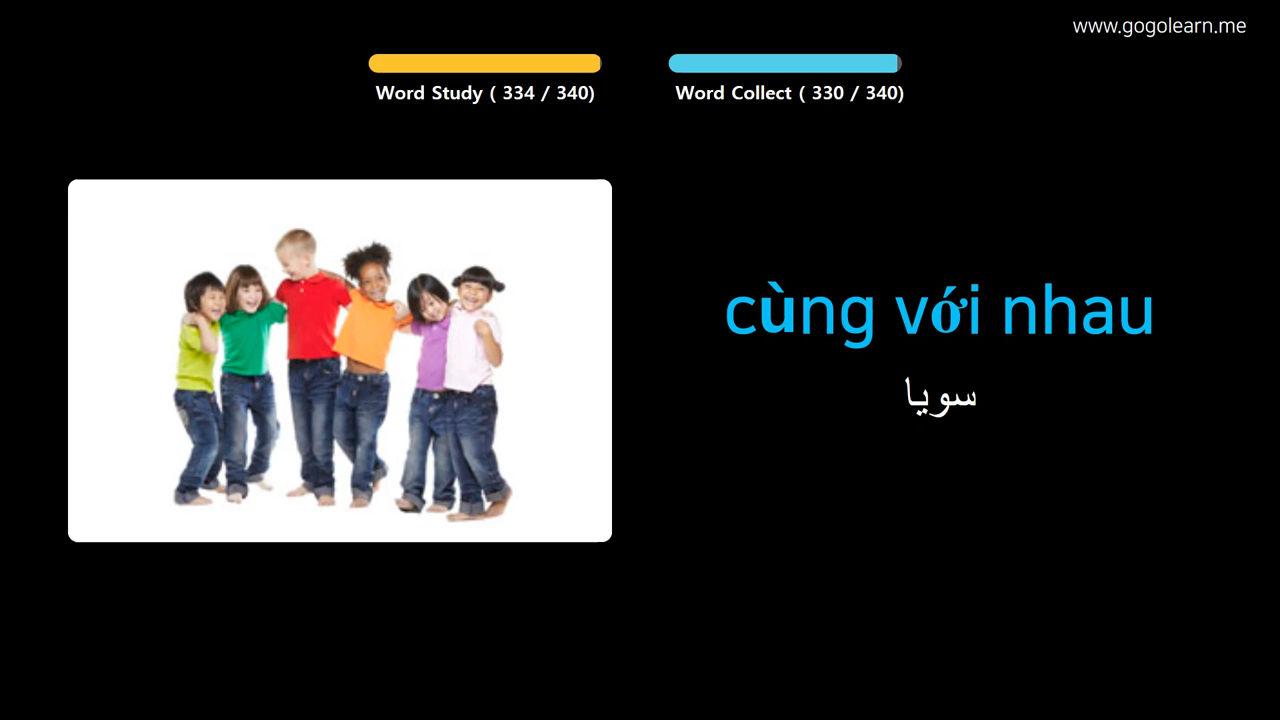 www.gogolearn.me
Word Study ( 334 / 340)
Word Collect ( 330 / 340)
cùng với nhau
سويا